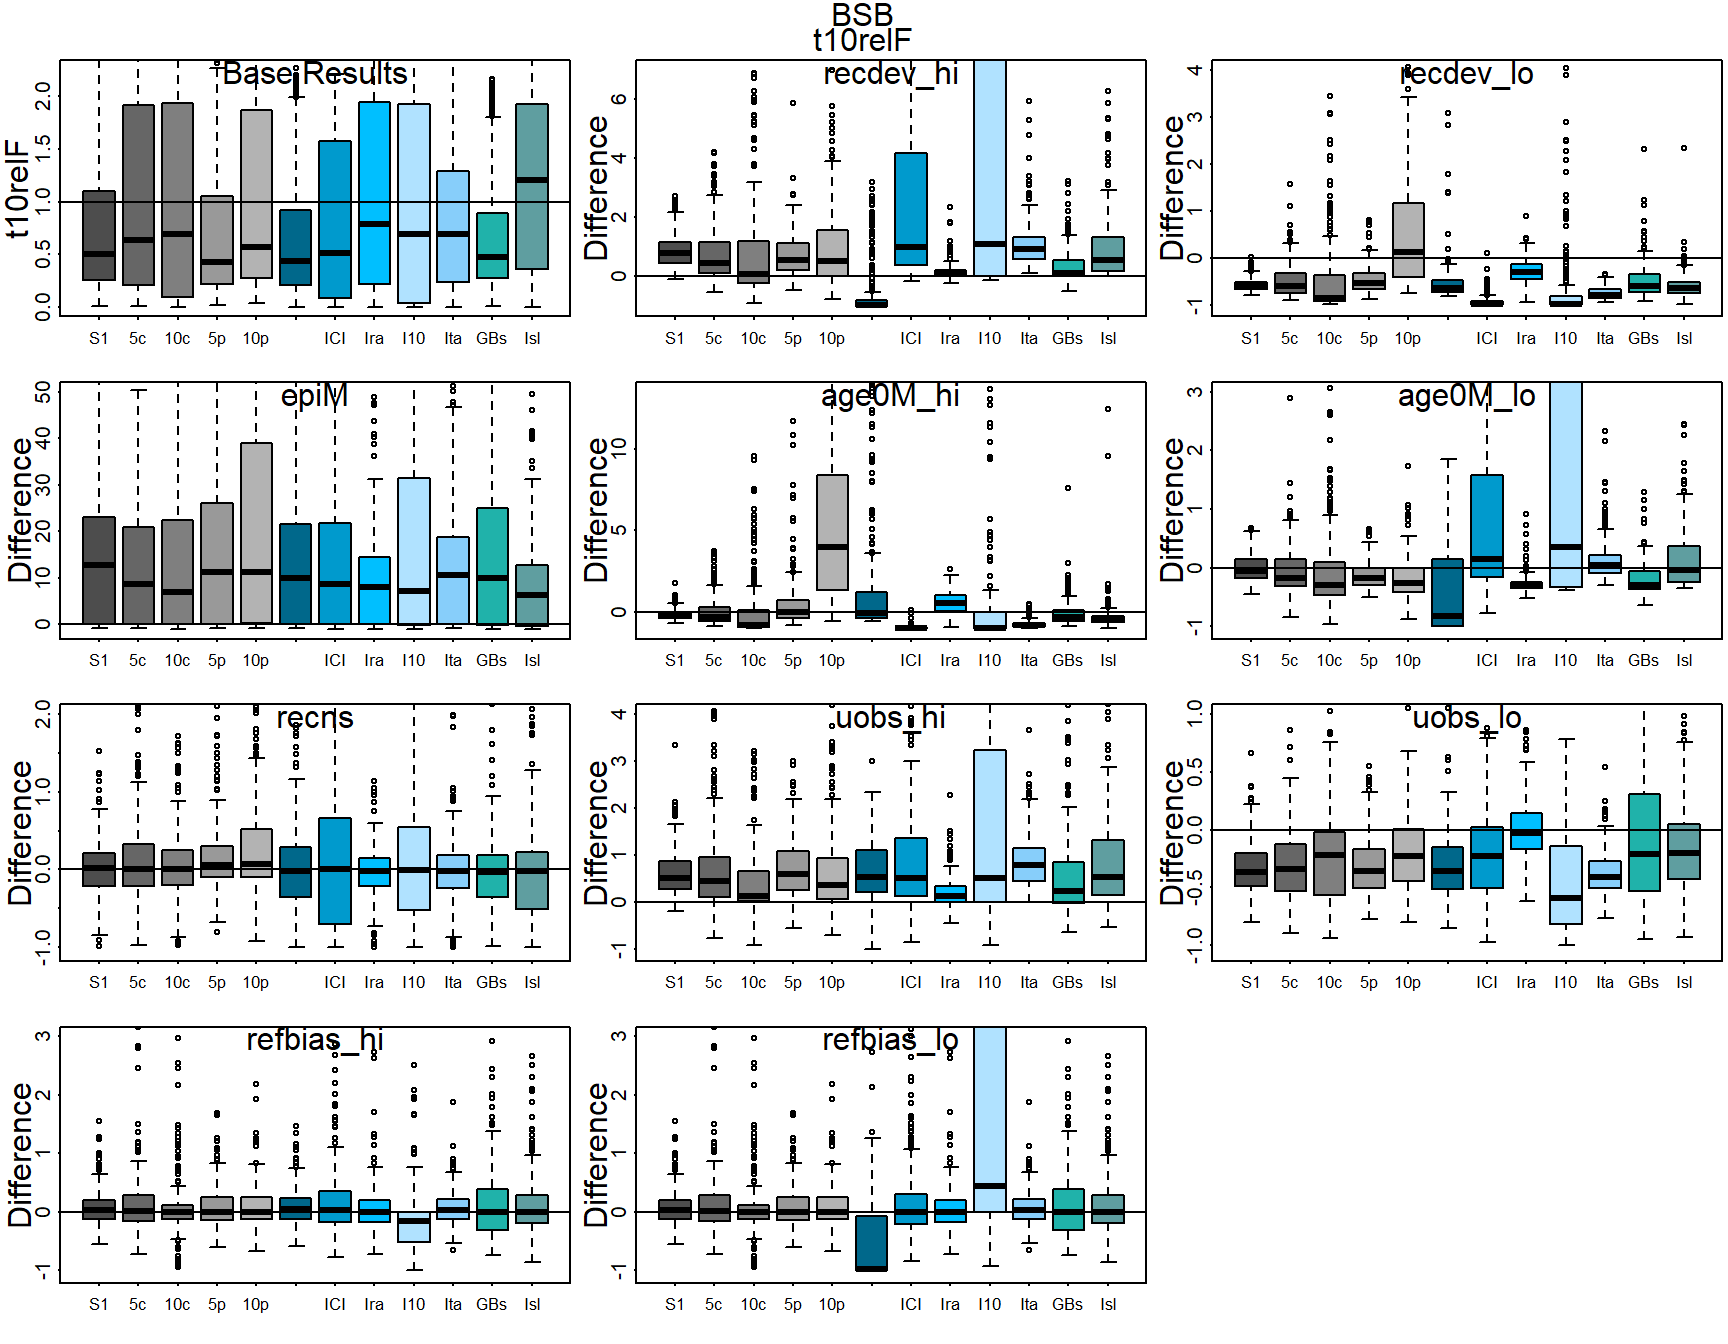 BSB
t10relF
Base Results
t10relF
0.0 0.5 1.0 1.5 2.0
S1 5c 10c 5p 10p ICI Ira I10 Ita GBs Isl
recdev_hi
Difference
0 2 4 6
S1 5c 10c 5p 10p ICI Ira I10 Ita GBs Isl
recdev_lo
Difference
-1 0 1 2 3 4
S1 5c 10c 5p 10p ICI Ira I10 Ita GBs Isl
epiM
Difference
0 10 20 30 40 50
S1 5c 10c 5p 10p ICI Ira I10 Ita GBs Isl
age0M_hi
Difference
0 5 10
S1 5c 10c 5p 10p ICI Ira I10 Ita GBs Isl
age0M_lo
Difference
-1 0 1 2 3
S1 5c 10c 5p 10p ICI Ira I10 Ita GBs Isl
recns
Difference
-1.0 0.0 1.0 2.0
S1 5c 10c 5p 10p ICI Ira I10 Ita GBs Isl
uobs_hi
Difference
-1 0 1 2 3 4
S1 5c 10c 5p 10p ICI Ira I10 Ita GBs Isl
uobs_lo
Difference
-1.0 -0.5 0.0 0.5 1.0
S1 5c 10c 5p 10p ICI Ira I10 Ita GBs Isl
refbias_hi
Difference
-1 0 1 2 3
S1 5c 10c 5p 10p ICI Ira I10 Ita GBs Isl
refbias_lo
Difference
-1 0 1 2 3
S1 5c 10c 5p 10p ICI Ira I10 Ita GBs Isl